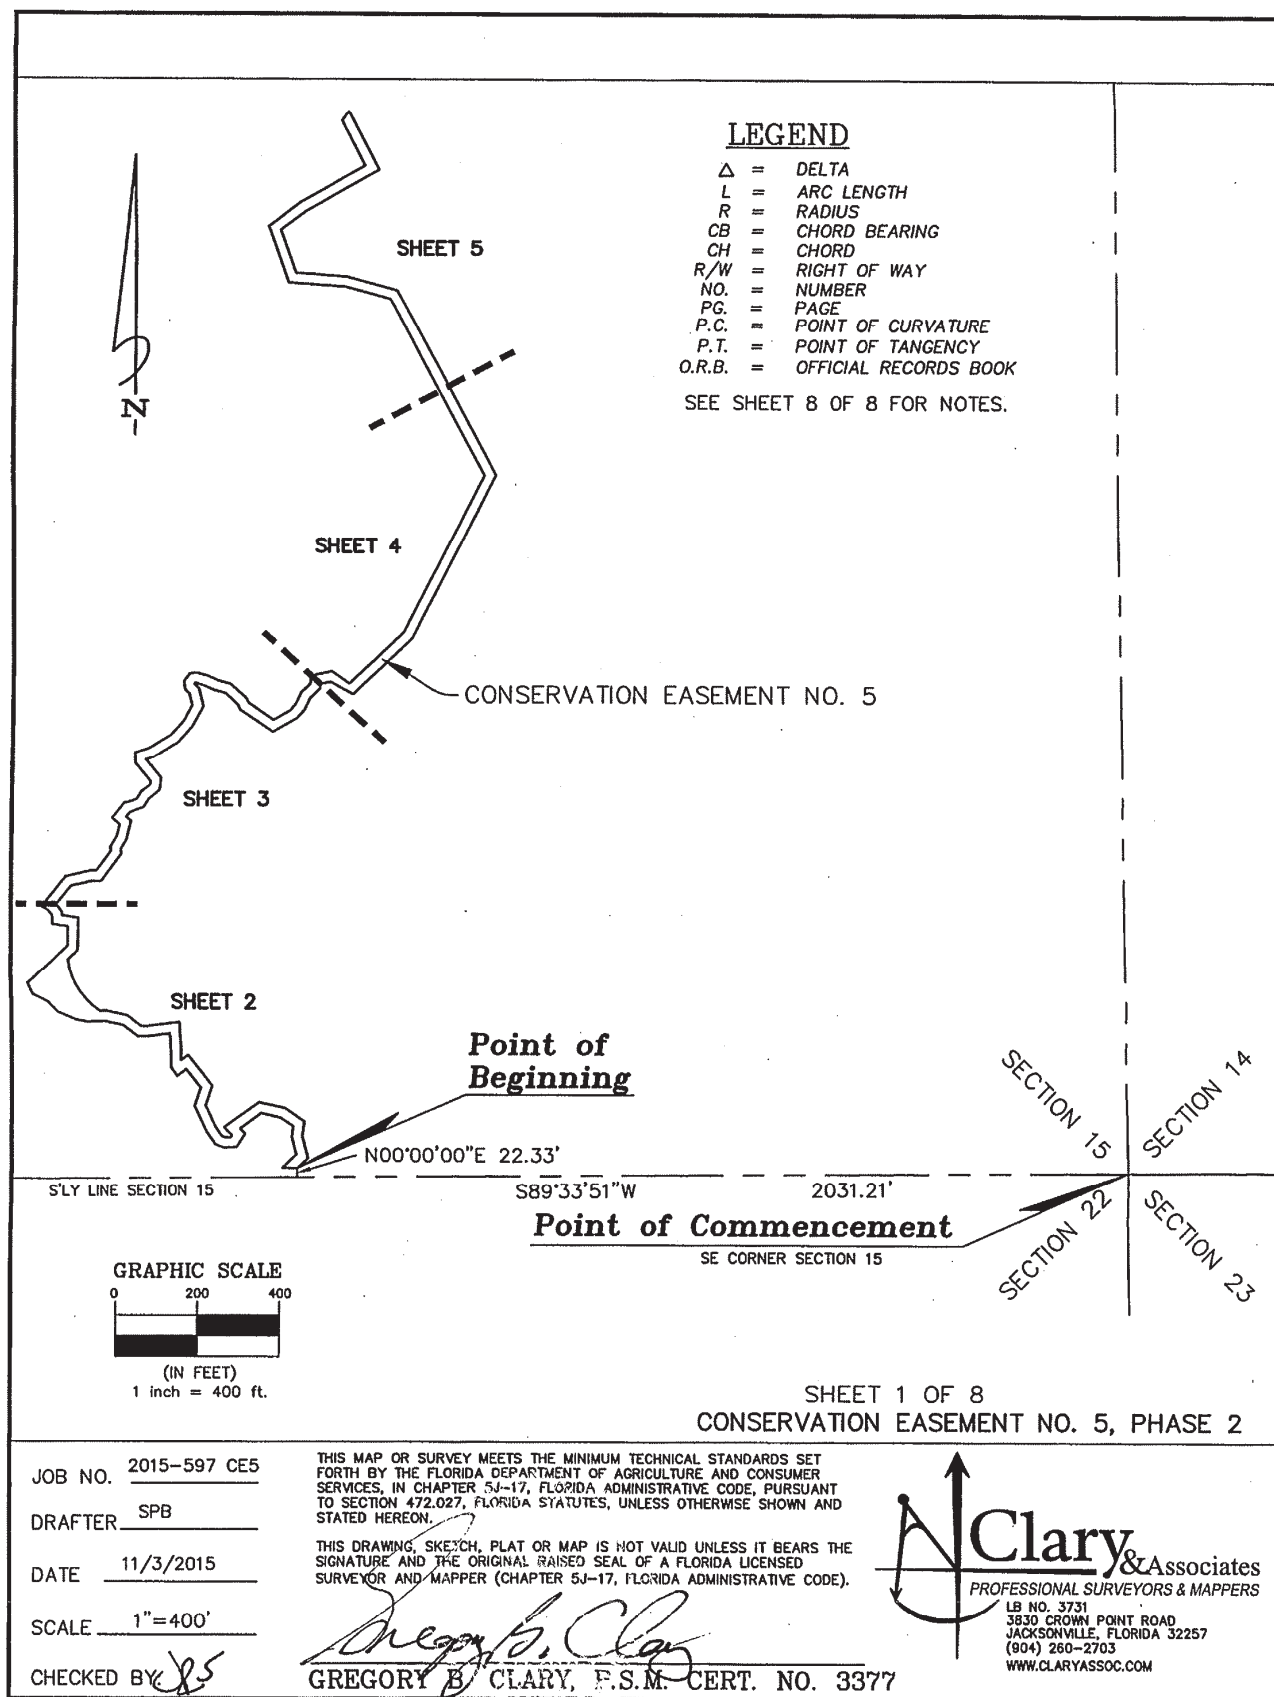 LEGEND
Δ = DELTA
L = ARC LENGTH
R = RADIUS
CB = CHORD BEARING
CH = CHORD
R/W = RIGHT OF WAY
NO. = NUMBER
PG. = PAGE
P.C. = POINT OF CURVATURE
P.T. = POINT OF TANGENCY
O.R.B. = OFFICIAL RECORDS BOOK
SEE SHEET 8 OF 8 FOR NOTES.
N
SHEET 5
SHEET 4
CONSERVATION EASEMENT NO. 5
SHEET 3
SHEET 2
Point of
Beginning
N00°00'00"E 22.33'
SECTION 15
SECTION 14
SECTION 22
SECTION 23
S'LY LINE SECTION 15
S89°33'51"W 2031.21'
Point of Commencement
SE CORNER SECTION 15
GRAPHIC SCALE
0 200 400
(IN FEET)
1 inch = 400 ft.
SHEET 1 OF 8
CONSERVATION EASEMENT NO. 5, PHASE 2
JOB NO. 2015-597 CE5
DRAFTER SPB
DATE 11/3/2015
SCALE 1"=400'
CHECKED BY
THIS MAP OR SURVEY MEETS THE MINIMUM TECHNICAL STANDARDS SET
FORTH BY THE FLORIDA DEPARTMENT OF AGRICULTURE AND CONSUMER
SERVICES, IN CHAPTER 5J-17, FLORIDA ADMINISTRATIVE CODE, PURSUANT
TO SECTION 472.027, FLORIDA STATUTES, UNLESS OTHERWISE SHOWN AND
STATED HEREON.
THIS DRAWING, SKETCH, PLAT OR MAP IS NOT VALID UNLESS IT BEARS THE
SIGNATURE AND THE ORIGINAL RAISED SEAL OF A FLORIDA LICENSED
SURVEYOR AND MAPPER (CHAPTER 5J-17, FLORIDA ADMINISTRATIVE CODE).
Gregory B. Clary
GREGORY B. CLARY, P.S.M. CERT. NO. 3377
Clary
&Associates
PROFESSIONAL SURVEYORS & MAPPERS
LB NO. 3731
3830 CROWN POINT ROAD
JACKSONVILLE, FLORIDA 32257
(904) 260-2703
WWW.CLARYASSOC.COM